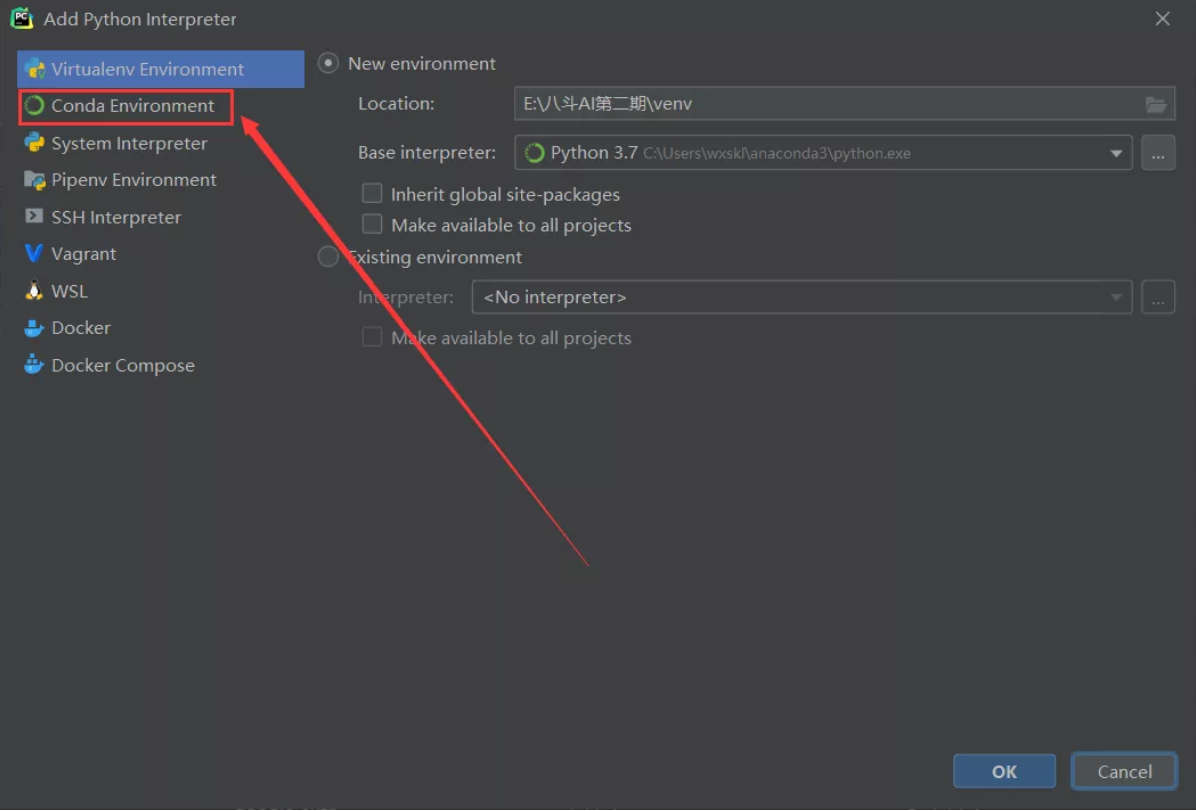 Add Python Interpreter
Virtualenv Environment
Conda Environment
System Interpreter
Pipenv Environment
SSH Interpreter
Vagrant
WSL
Docker
Docker Compose
New environment
Location: E:\八斗AI第二期\venv
Base interpreter: Python 3.7 C:\Users\wxskl\anaconda3\python.exe ...
Inherit global site-packages
Make available to all projects
Existing environment
Interpreter: <No interpreter> ...
Make available to all projects
OK Cancel